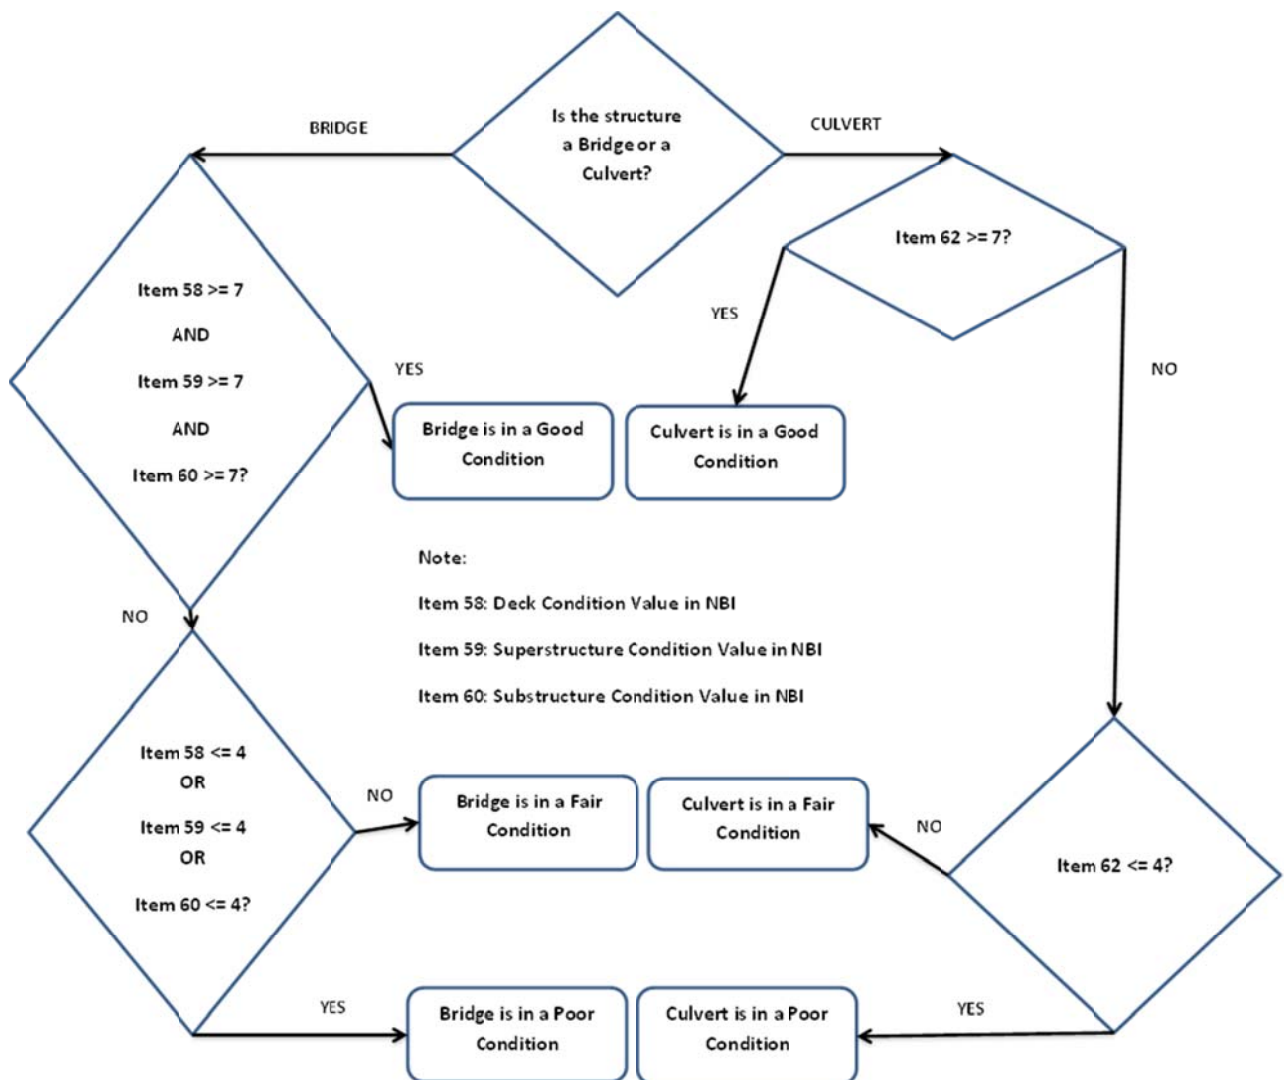 Is the structure
a Bridge or a
Culvert?
BRIDGE
CULVERT
Item 62 >= 7?
Item 58 >= 7
AND
Item 59 >= 7
AND
Item 60 >= 7?
YES
YES
NO
Bridge is in a Good
Condition
Culvert is in a Good
Condition
Note:
Item 58: Deck Condition Value in NBI
Item 59: Superstructure Condition Value in NBI
Item 60: Substructure Condition Value in NBI
NO
Item 58 <= 4
OR
Item 59 <= 4
OR
Item 60 <= 4?
NO
Bridge is in a Fair
Condition
Culvert is in a Fair
Condition
NO
Item 62 <= 4?
YES
Bridge is in a Poor
Condition
Culvert is in a Poor
Condition
YES